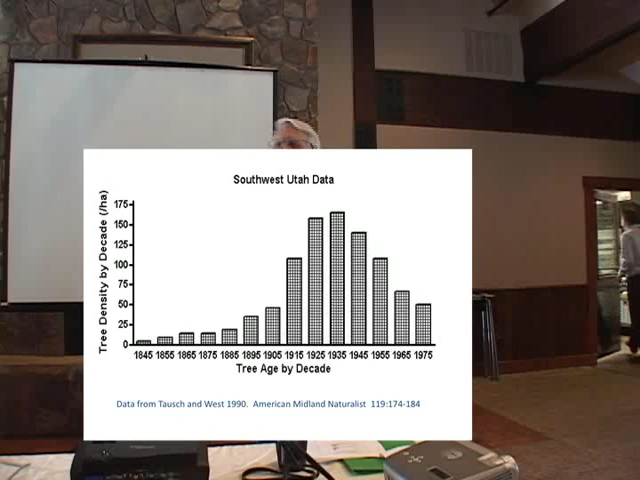 Southwest Utah Data
Tree Density by Decade (/ha)
175
150
125
100
75
50
25
0
1845 1855 1865 1875 1885 1895 1905 1915 1925 1935 1945 1955 1965 1975
Tree Age by Decade
Data from Tausch and West 1990. American Midland Naturalist 119:174-184